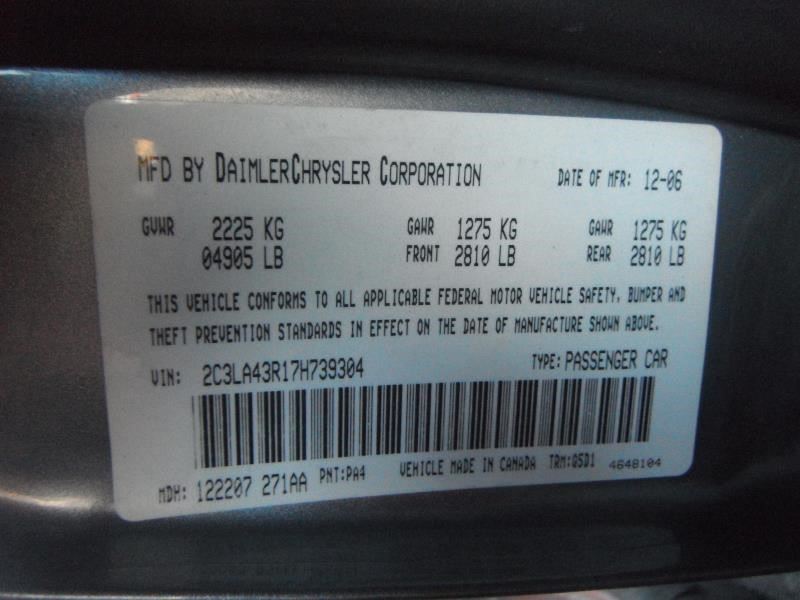 MFD BY DAIMLERCHRYSLER CORPORATION DATE OF MFR: 12-06
GVWR 2225 KG GAWR 1275 KG GAWR 1275 KG
04905 LB FRONT 2810 LB REAR 2810 LB
THIS VEHICLE CONFORMS TO ALL APPLICABLE FEDERAL MOTOR VEHICLE SAFETY, BUMPER AND
THEFT PREVENTION STANDARDS IN EFFECT ON THE DATE OF MANUFACTURE SHOWN ABOVE.
VIN: 2C3LA43R17H739304 TYPE: PASSENGER CAR
MDH: 122207 271AA PNT:PA4 VEHICLE MADE IN CANADA TRM:Q5D1 4648104